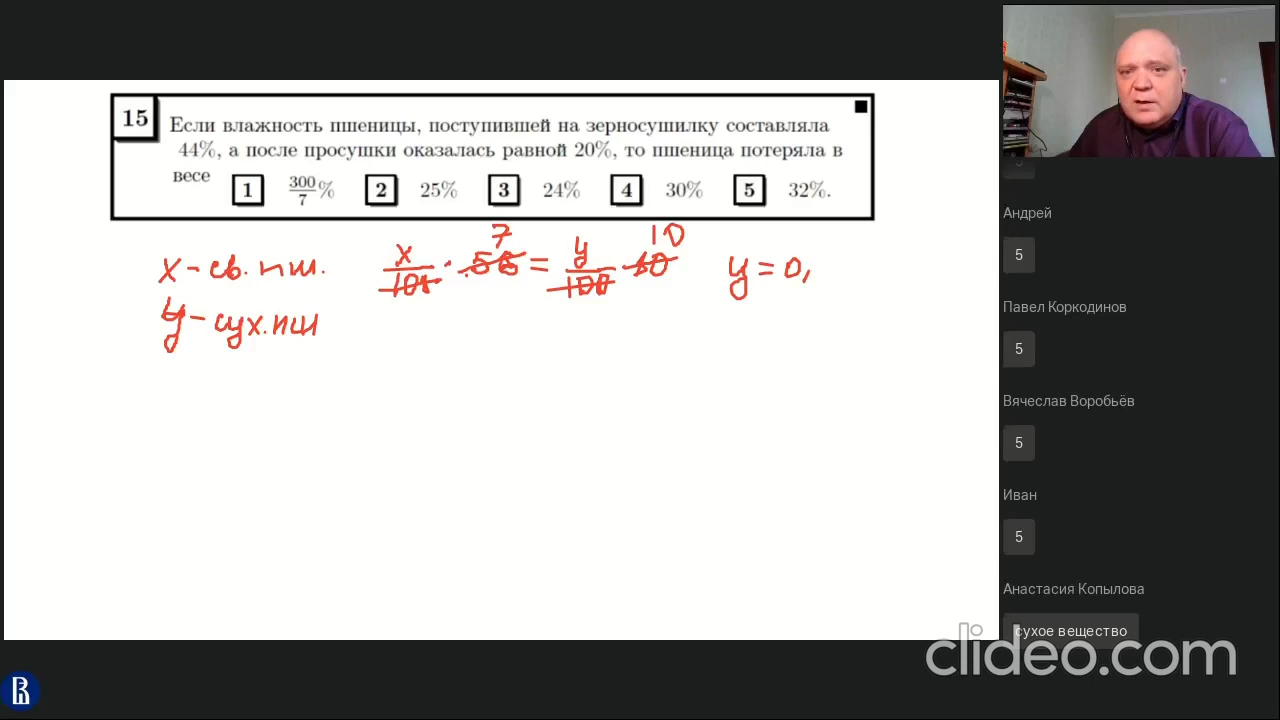 15
Если влажность пшеницы, поступившей на зерносушилку составляла
44%, а после просушки оказалась равной 20%, то пшеница потеряла в
весе
1 300/7 % 2 25% 3 24% 4 30% 5 32%.
x - св. пш.
y - сух. пш
7 10
x/100 · 56 = y/100 · 80 y = 0,
Андрей
5
Павел Коркодинов
5
Вячеслав Воробьёв
5
Иван
5
Анастасия Копылова
сухое вещество
clideo.com